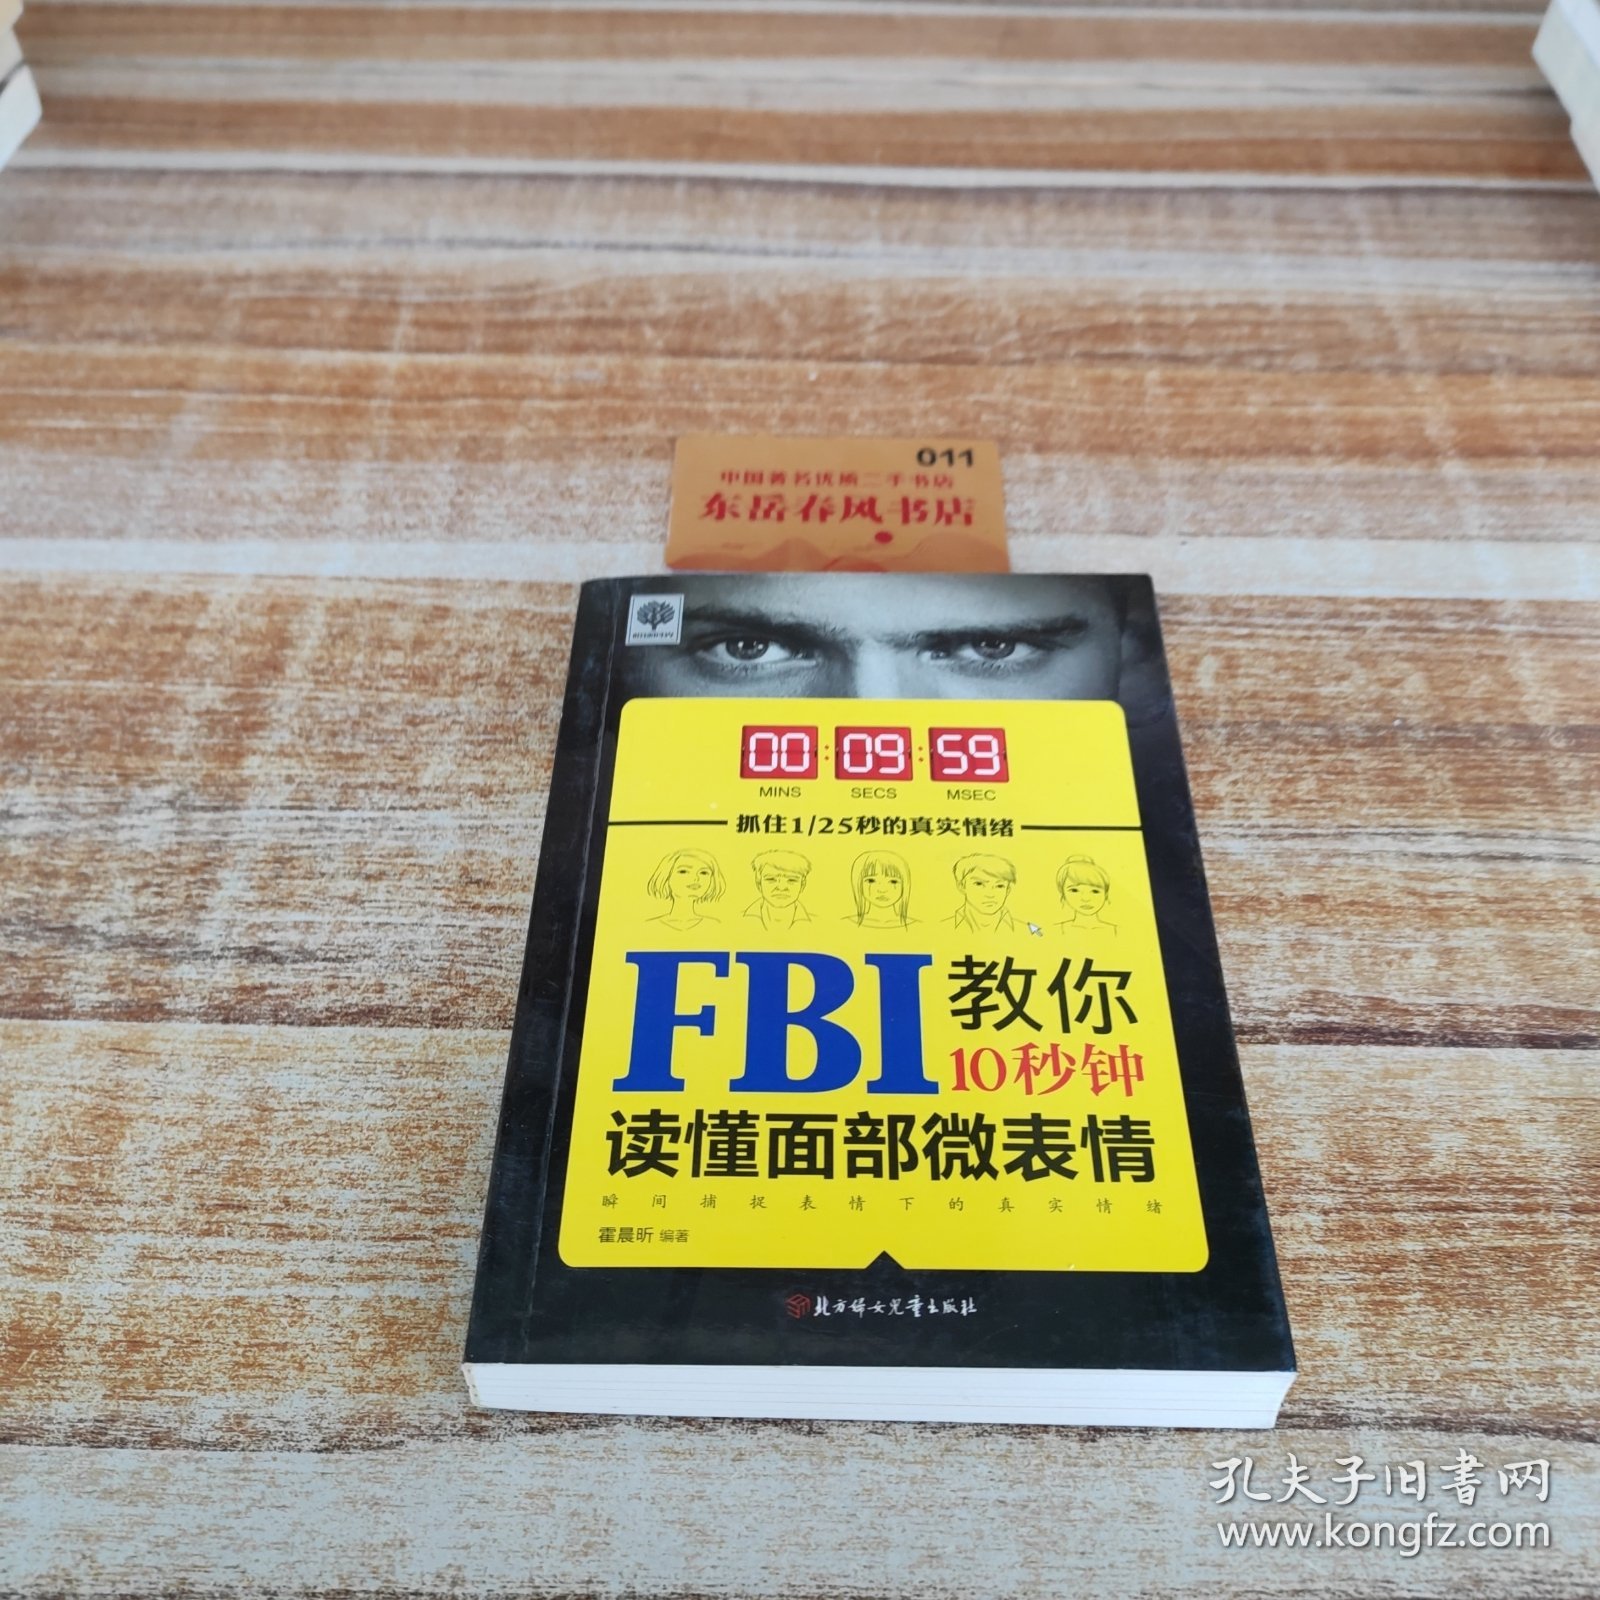 011
中国著名优质二手书店
东岳春风书店
00:09:59
MINS SECS MSEC
抓住1/25秒的真实情绪
FBI教你
10秒钟
读懂面部微表情
瞬间捕捉表情下的真实情绪
霍晨昕 编著
北方妇女儿童出版社
孔夫子旧书网
www.kongfz.com